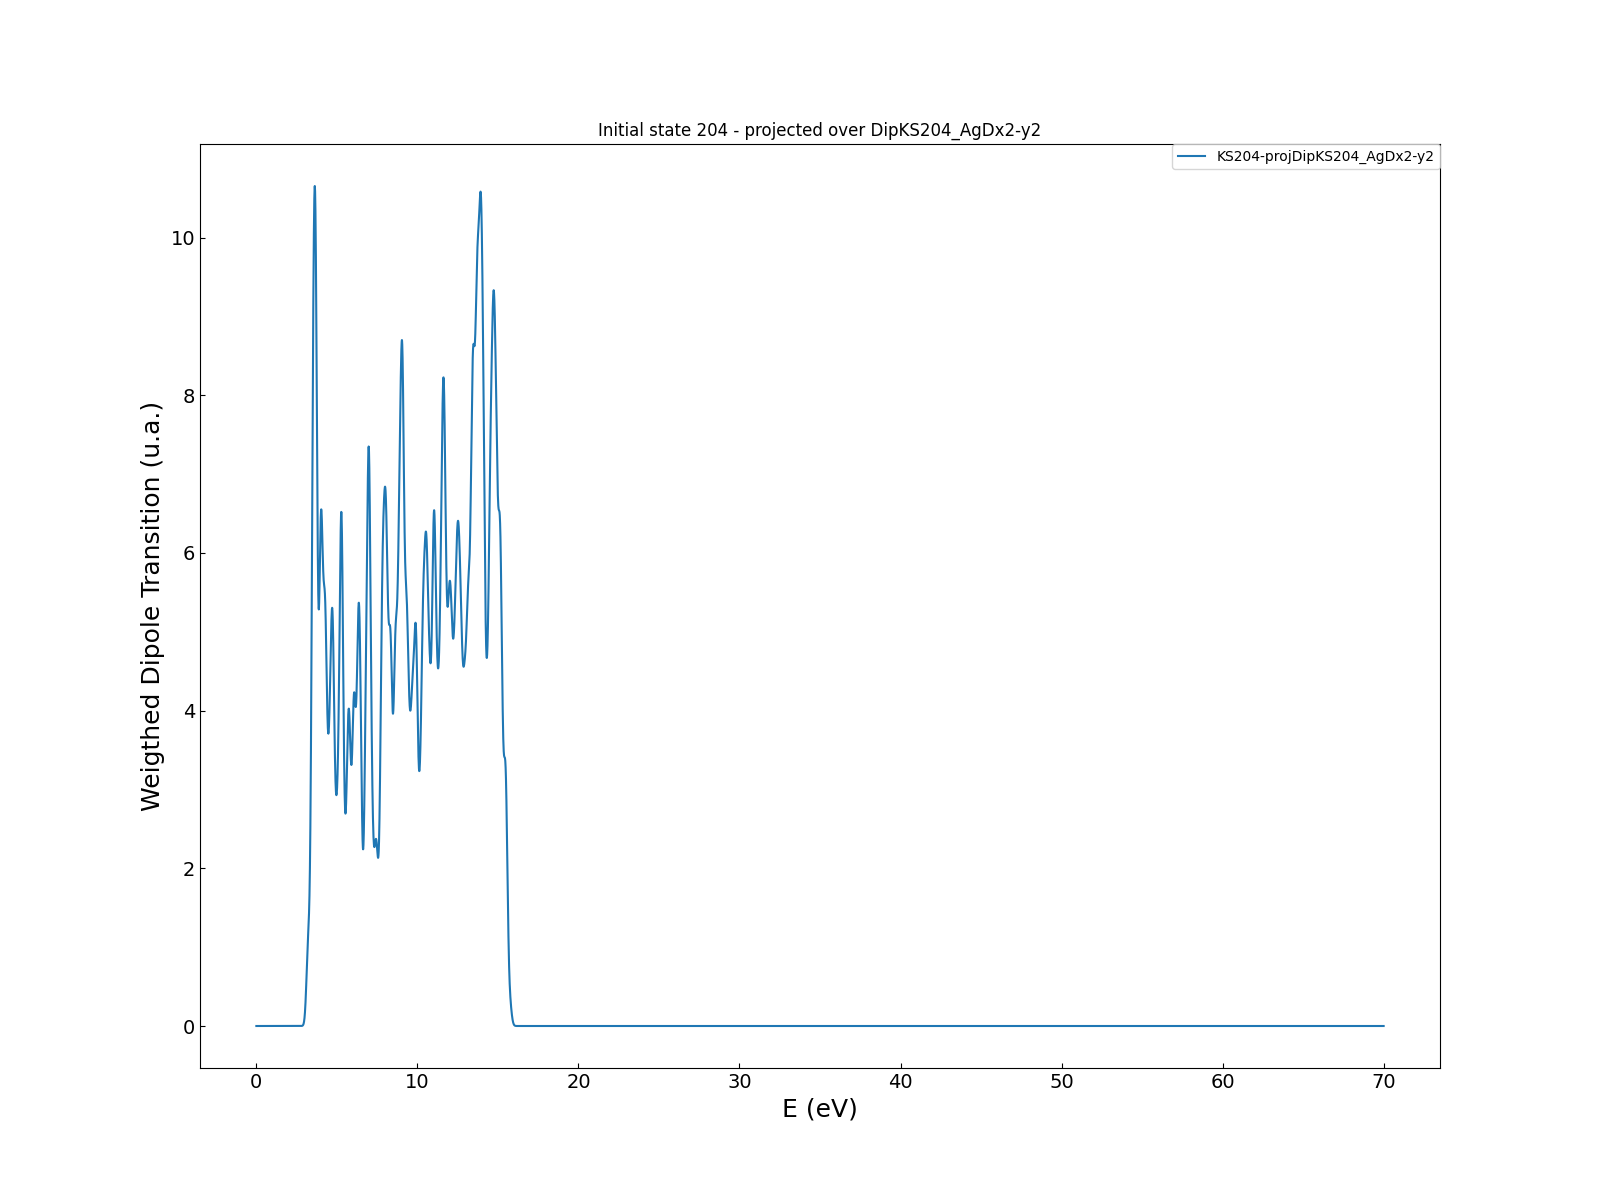 Initial state 204 - projected over DipKS204_AgDx2-y2
KS204-projDipKS204_AgDx2-y2
Weigthed Dipole Transition (u.a.)
10
8
6
4
2
0
0 10 20 30 40 50 60 70
E (eV)